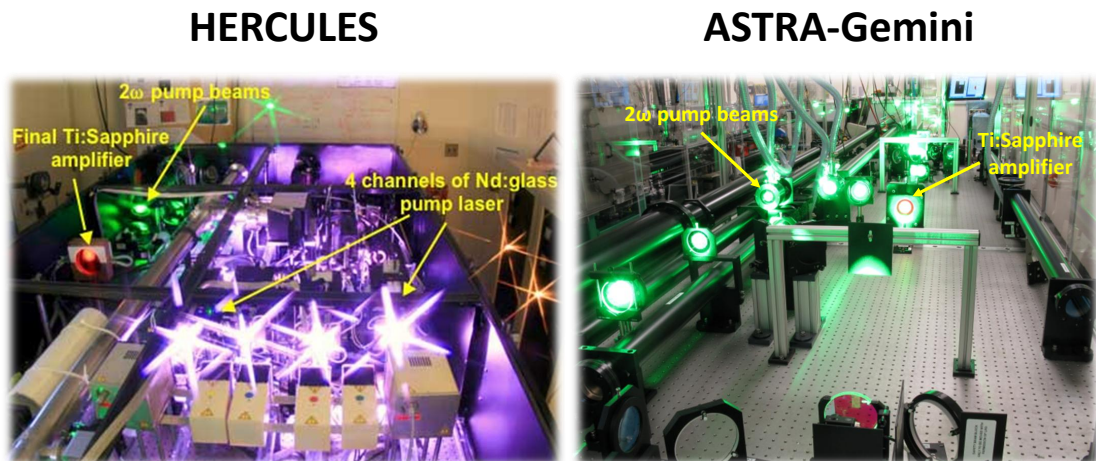 HERCULES
ASTRA-Gemini
2ω pump beams
Final Ti:Sapphire
amplifier
4 channels of Nd:glass
pump laser
2ω pump beams
Ti:Sapphire
amplifier